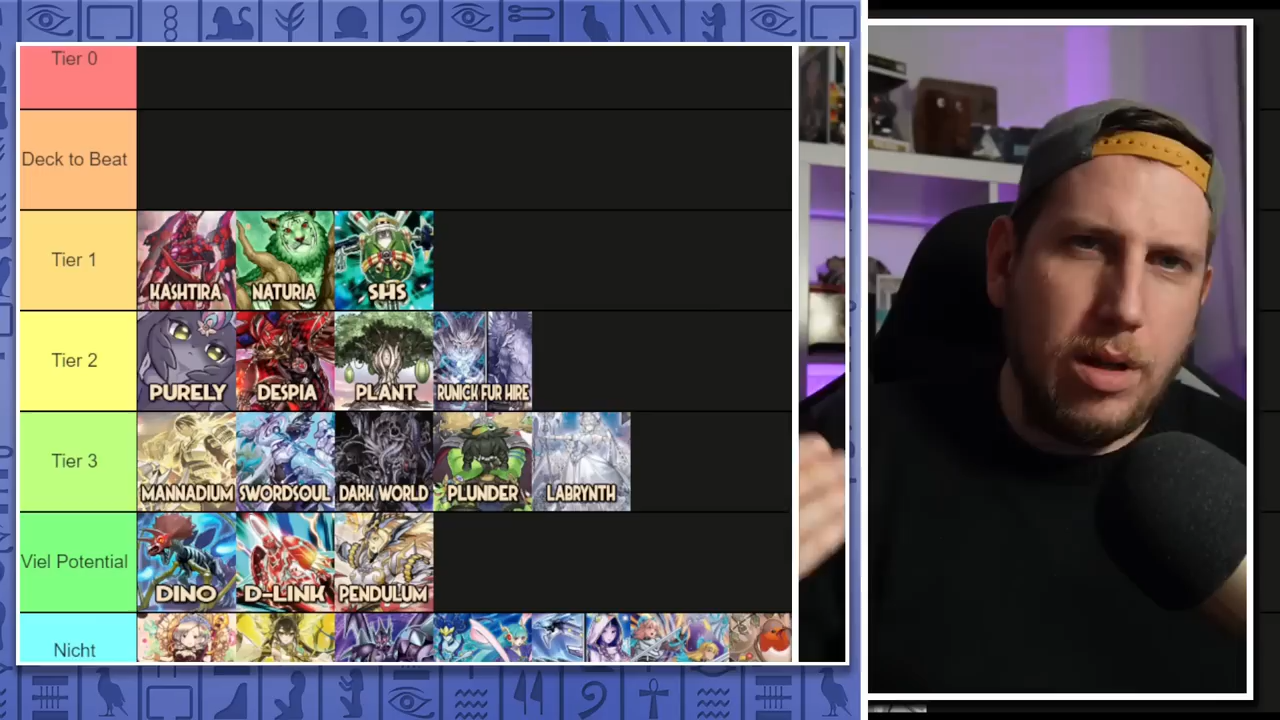 Tier 0
Deck to Beat
Tier 1
KASHTIRA NATURIA SHS
Tier 2
PURELY DESPIA PLANT RUNICK FUR HIRE
Tier 3
MANNADIUM SWORDSOUL DARK WORLD PLUNDER LABRYNTH
Viel Potential
DINO D-LINK PENDULUM
Nicht